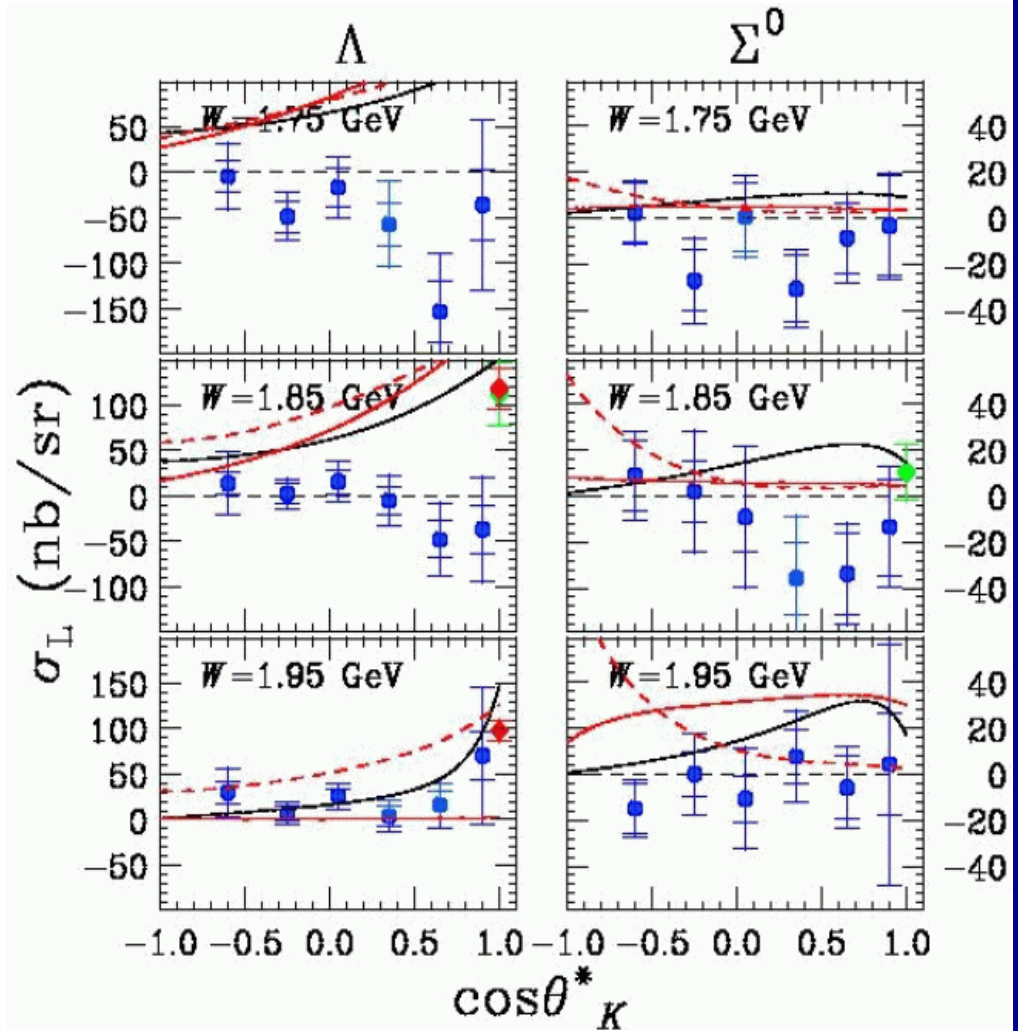 Λ Σ⁰
W=1.75 GeV W=1.75 GeV
50 0 −50 −100 −150
40 20 0 −20 −40
W=1.85 GeV W=1.85 GeV
100 50 0 −50 −100
40 20 0 −20 −40
W=1.95 GeV W=1.95 GeV
150 100 50 0 −50
40 20 0 −20 −40
σL (nb/sr)
−1.0 −0.5 0.0 0.5 1.0 −1.0 −0.5 0.0 0.5 1.0
cosθ*K